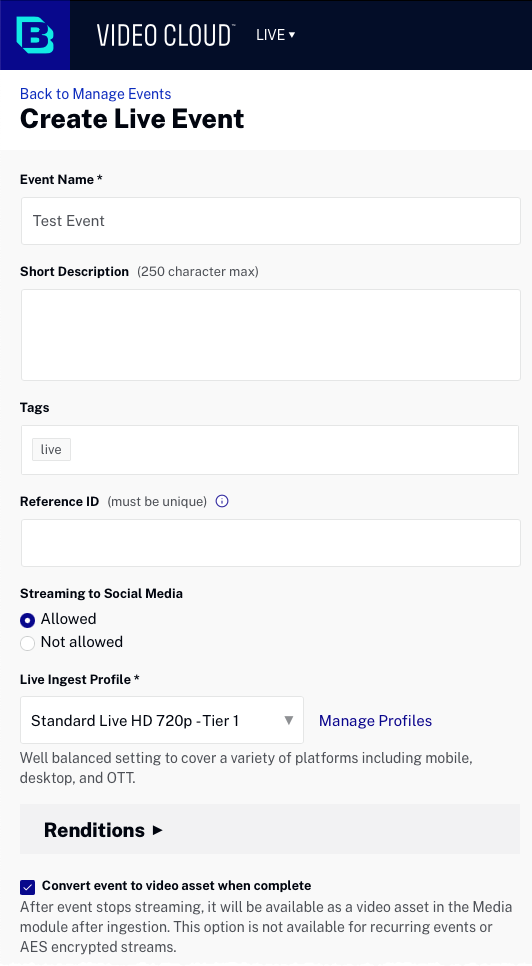 B VIDEO CLOUD™ LIVE ▾
Back to Manage Events
Create Live Event
Event Name *
Test Event
Short Description (250 character max)
Tags
live
Reference ID (must be unique)
Streaming to Social Media
Allowed
Not allowed
Live Ingest Profile *
Standard Live HD 720p - Tier 1 ▼ Manage Profiles
Well balanced setting to cover a variety of platforms including mobile,
desktop, and OTT.
Renditions ►
Convert event to video asset when complete
After event stops streaming, it will be available as a video asset in the Media
module after ingestion. This option is not available for recurring events or
AES encrypted streams.